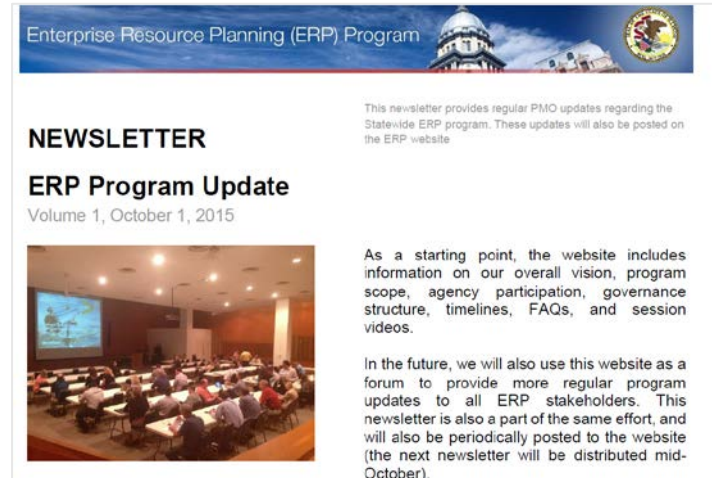 Enterprise Resource Planning (ERP) Program
This newsletter provides regular PMO updates regarding the
Statewide ERP program. These updates will also be posted on
the ERP website
NEWSLETTER
ERP Program Update
Volume 1, October 1, 2015
As a starting point, the website includes
information on our overall vision, program
scope, agency participation, governance
structure, timelines, FAQs, and session
videos.
In the future, we will also use this website as a
forum to provide more regular program
updates to all ERP stakeholders. This
newsletter is also a part of the same effort, and
will also be periodically posted to the website
(the next newsletter will be distributed mid-
October).